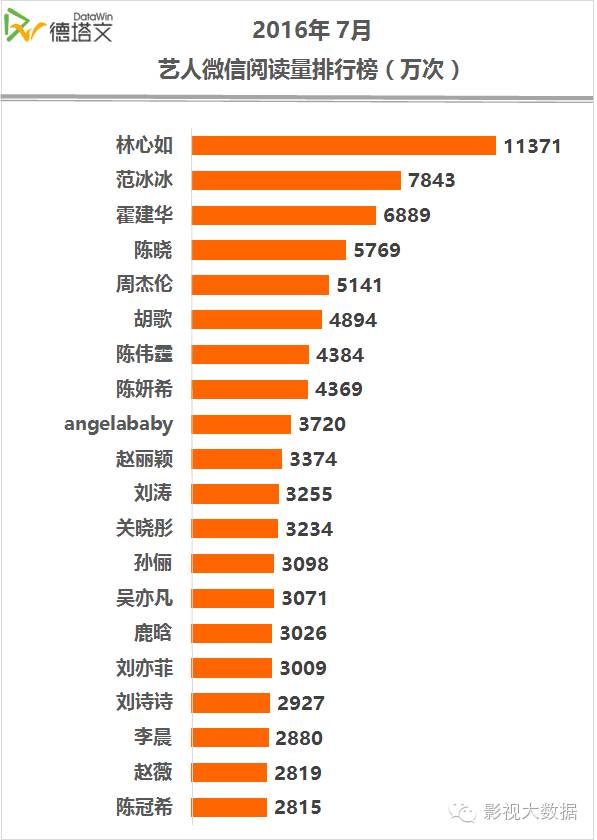 DataWin
德塔文
2016年 7月
艺人微信阅读量排行榜（万次）
林心如 11371
范冰冰 7843
霍建华 6889
陈晓 5769
周杰伦 5141
胡歌 4894
陈伟霆 4384
陈妍希 4369
angelababy 3720
赵丽颖 3374
刘涛 3255
关晓彤 3234
孙俪 3098
吴亦凡 3071
鹿晗 3026
刘亦菲 3009
刘诗诗 2927
李晨 2880
赵薇 2819
陈冠希 2815
影视大数据